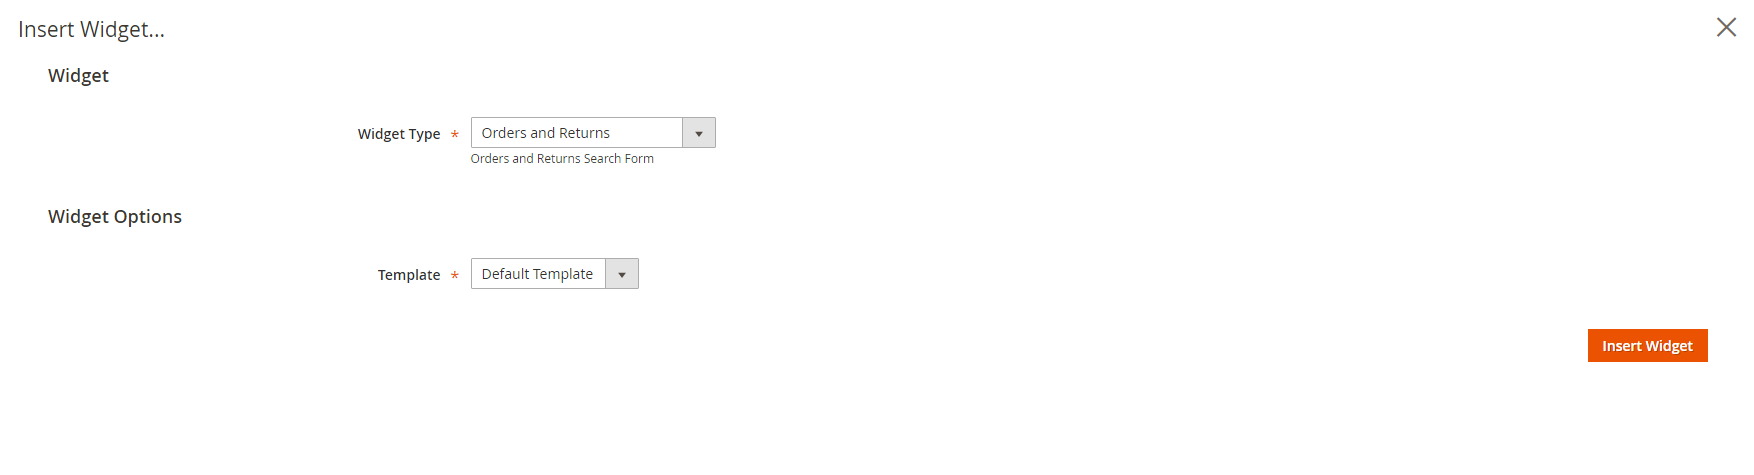 Insert Widget...
Widget
Widget Type * Orders and Returns
Orders and Returns Search Form
Widget Options
Template * Default Template
Insert Widget